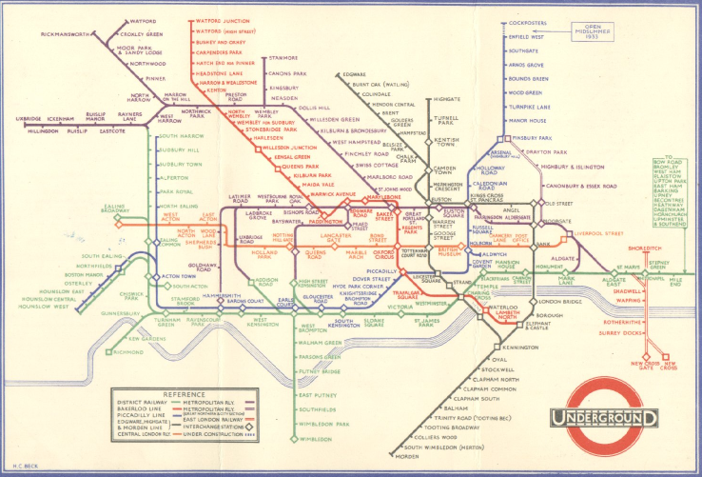 WATFORD
RICKMANSWORTH
CROXLEY GREEN
MOOR PARK
& SANDY LODGE
NORTHWOOD
PINNER
NORTH
HARROW
HARROW
ON THE HILL
NORTHWICK
PARK
PRESTON
ROAD
WEMBLEY
PARK
NEASDEN
KINGSBURY
CANONS PARK
STANMORE
DOLLIS HILL
WILLESDEN GREEN
KILBURN & BRONDESBURY
WEST HAMPSTEAD
FINCHLEY ROAD
SWISS COTTAGE
MARLBORO ROAD
ST JOHNS WOOD
WATFORD JUNCTION
WATFORD (HIGH STREET)
BUSHEY AND OXHEY
CARPENDERS PARK
HATCH END FOR PINNER
HEADSTONE LANE
HARROW & WEALDSTONE
KENTON
NORTH
WEMBLEY
WEMBLEY FOR SUDBURY
STONEBRIDGE PARK
HARLESDEN
WILLESDEN JUNCTION
KENSAL GREEN
QUEENS PARK
KILBURN PARK
MAIDA VALE
WARWICK AVENUE
PADDINGTON
EDGWARE
ROAD
MARYLEBONE
BAKER
STREET
REGENTS
PARK
OXFORD
CIRCUS
PICCADILLY
TRAFALGAR
SQUARE
CHARING
CROSS
WATERLOO
LAMBETH
NORTH
ELEPHANT
& CASTLE
UXBRIDGE
ICKENHAM
RUISLIP
MANOR
RAYNERS
LANE
WEST
HARROW
HILLINGDON
RUISLIP
EASTCOTE
SOUTH HARROW
SUDBURY HILL
SUDBURY TOWN
ALPERTON
PARK ROYAL
NORTH EALING
EALING
BROADWAY
EALING
COMMON
WEST
ACTON
NORTH
ACTON
EAST
ACTON
WOOD
LANE
SHEPHERDS
BUSH
HOLLAND
PARK
NOTTING
HILL GATE
QUEENS
ROAD
LANCASTER
GATE
MARBLE
ARCH
BOND
STREET
BRITISH
MUSEUM
CHANCERY
LANE
POST
OFFICE
BANK
LIVERPOOL STREET
LATIMER
ROAD
LADBROKE
GROVE
WESTBOURNE
PARK
ROYAL
OAK
BISHOPS ROAD
BAYSWATER
PRAED
STREET
GOLDHAWK
ROAD
UXBRIDGE
ROAD
ADDISON
ROAD
HIGH STREET
KENSINGTON
SOUTH EALING
NORTHFIELDS
BOSTON MANOR
OSTERLEY
HOUNSLOW EAST
HOUNSLOW CENTRAL
HOUNSLOW WEST
ACTON TOWN
SOUTH ACTON
CHISWICK
PARK
GUNNERSBURY
KEW GARDENS
RICHMOND
TURNHAM
GREEN
STAMFORD
BROOK
RAVENSCOURT
PARK
HAMMERSMITH
BARONS COURT
WEST
KENSINGTON
EARLS
COURT
GLOUCESTER
ROAD
SOUTH
KENSINGTON
KNIGHTSBRIDGE
BROMPTON
ROAD
HYDE PARK CORNER
DOVER STREET
SLOANE
SQUARE
VICTORIA
ST JAMES
PARK
WESTMINSTER
WEST
BROMPTON
WALHAM GREEN
PARSONS GREEN
PUTNEY BRIDGE
EAST PUTNEY
SOUTHFIELDS
WIMBLEDON PARK
WIMBLEDON
EDGWARE
BURNT OAK (WATLING)
COLINDALE
HENDON CENTRAL
BRENT
GOLDERS
GREEN
HAMPSTEAD
BELSIZE
PARK
CHALK
FARM
HIGHGATE
TUFNELL
PARK
KENTISH
TOWN
CAMDEN
TOWN
MORNINGTON
CRESCENT
EUSTON
EUSTON
SQUARE
WARREN
STREET
GOODGE
STREET
TOTTENHAM
COURT ROAD
LEICESTER
SQUARE
STRAND
KINGS CROSS
ST. PANCRAS
ANGEL
FARRINGDON
ALDERSGATE
OLD STREET
MOORGATE
LONDON BRIDGE
BOROUGH
KENNINGTON
OVAL
STOCKWELL
CLAPHAM NORTH
CLAPHAM COMMON
CLAPHAM SOUTH
BALHAM
TRINITY ROAD (TOOTING BEC)
TOOTING BROADWAY
COLLIERS WOOD
SOUTH WIMBLEDON (MERTON)
MORDEN
COCKFOSTERS
ENFIELD WEST
SOUTHGATE
ARNOS GROVE
BOUNDS GREEN
WOOD GREEN
TURNPIKE LANE
MANOR HOUSE
FINSBURY PARK
OPEN
MIDSUMMER
1933
DRAYTON PARK
HIGHBURY & ISLINGTON
CANONBURY & ESSEX ROAD
ARSENAL
HOLLOWAY
ROAD
CALEDONIAN
ROAD
RUSSELL
SQUARE
HOLBORN
ALDWYCH
COVENT
GARDEN
TEMPLE
BLACKFRIARS
MANSION
HOUSE
CANNON
STREET
MONUMENT
MARK
LANE
ALDGATE
ALDGATE
EAST
ST MARYS
STEPNEY
GREEN
MILE
END
TO
BOW ROAD
BROMLEY
WEST HAM
PLAISTOW
UPTON PARK
EAST HAM
BARKING
UPNEY
BECONTREE
HEATHWAY
DAGENHAM
HORNCHURCH
UPMINSTER
& SOUTHEND
SHOREDITCH
SHADWELL
WAPPING
ROTHERHITHE
SURREY DOCKS
NEW CROSS
GATE
NEW
CROSS
REFERENCE
DISTRICT RAILWAY
BAKERLOO LINE
PICCADILLY LINE
EDGWARE, HIGHGATE
& MORDEN LINE
CENTRAL LONDON RLY.
METROPOLITAN RLY.
METROPOLITAN RLY.
EAST LONDON RAILWAY
INTERCHANGE STATIONS
UNDER CONSTRUCTION
UNDERGROUND
H.C. BECK